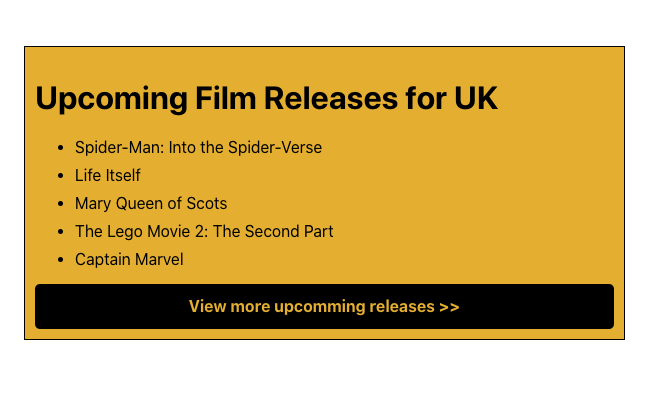 Upcoming Film Releases for UK
• Spider-Man: Into the Spider-Verse
• Life Itself
• Mary Queen of Scots
• The Lego Movie 2: The Second Part
• Captain Marvel
View more upcomming releases >>